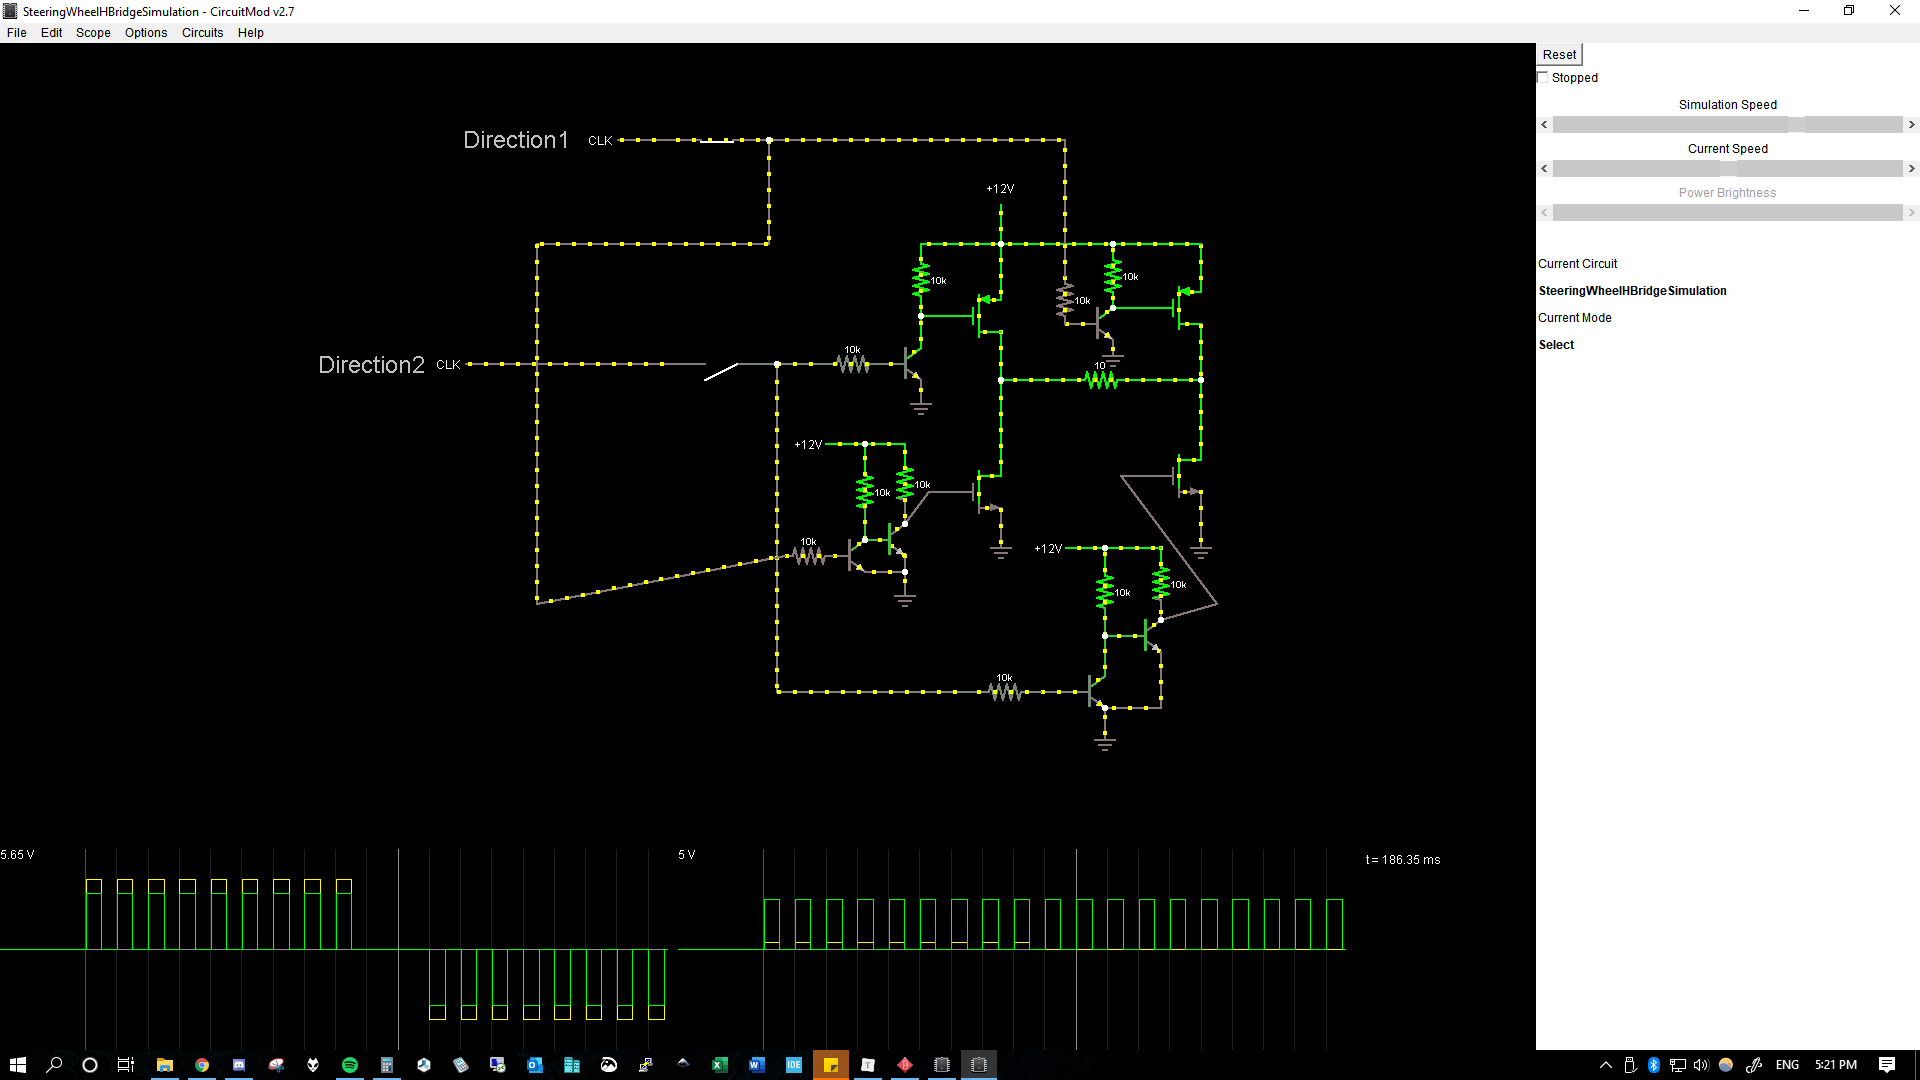 SteeringWheelHBridgeSimulation - CircuitMod v2.7
File Edit Scope Options Circuits Help
Reset
Stopped
Simulation Speed
Current Speed
Power Brightness
Current Circuit
SteeringWheelHBridgeSimulation
Current Mode
Select
Direction1 CLK
+12V
10k
10k
10k
10k
10
Direction2 CLK
+12V
10k
10k
10k
+12V
10k
10k
10k
5.65 V
5 V
t = 186.35 ms
ENG
5:21 PM